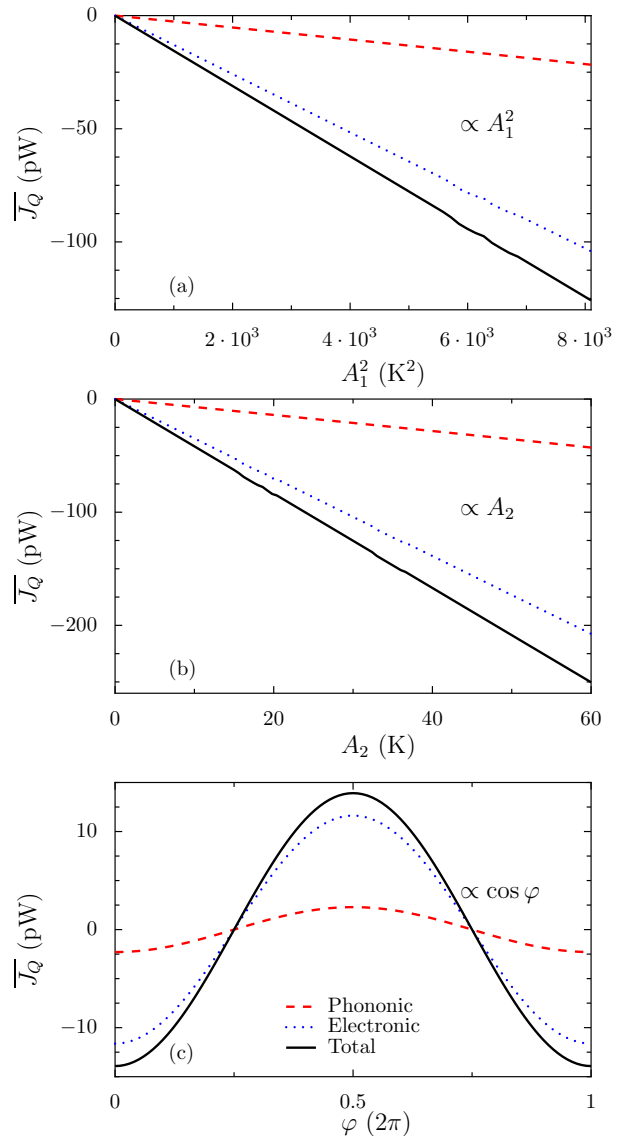 0
−50
−100
J_Q (pW)
∝ A_1^2
(a)
0 2·10^3 4·10^3 6·10^3 8·10^3
A_1^2 (K^2)
0
−100
−200
J_Q (pW)
∝ A_2
(b)
0 20 40 60
A_2 (K)
10
0
−10
J_Q (pW)
∝ cos φ
Phononic
Electronic
Total
(c)
0 0.5 1
φ (2π)